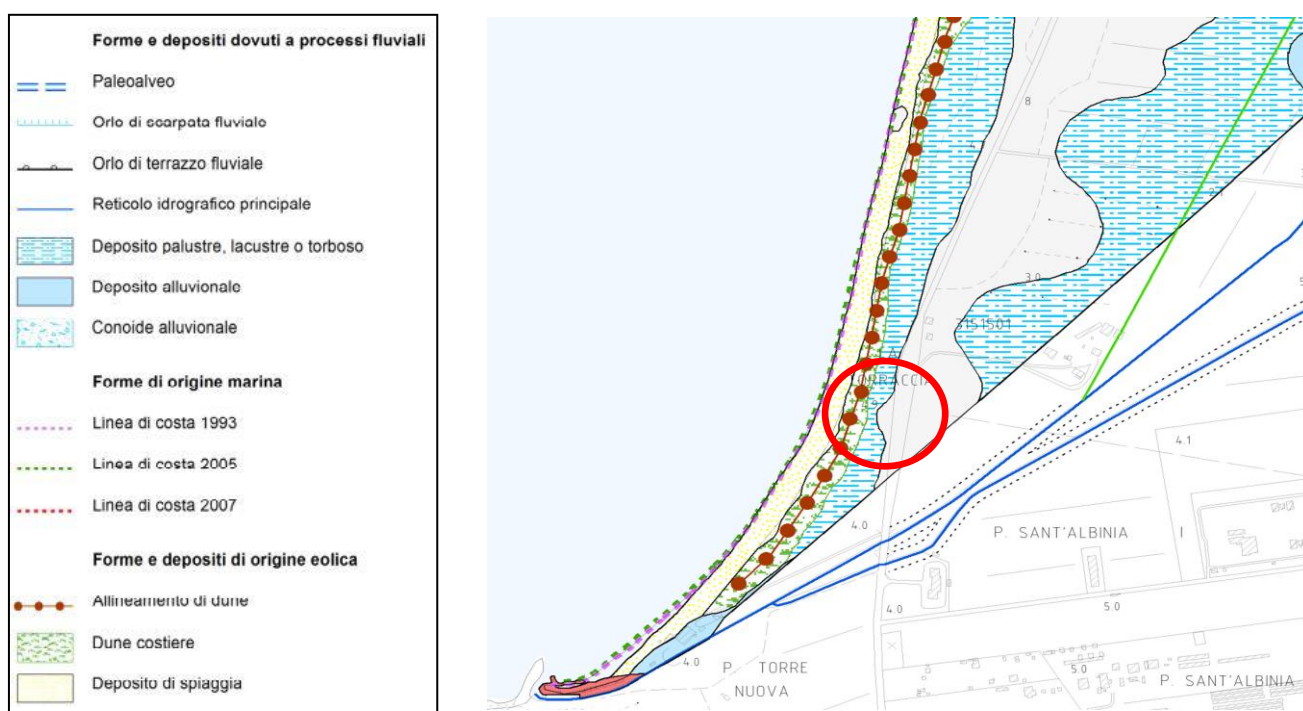 Forme e depositi dovuti a processi fluviali
Paleoalveo
Orlo di scarpata fluviale
Orlo di terrazzo fluviale
Reticolo idrografico principale
Deposito palustre, lacustre o torboso
Deposito alluvionale
Conoide alluvionale
Forme di origine marina
Linea di costa 1993
Linea di costa 2005
Linea di costa 2007
Forme e depositi di origine eolica
Allineamento di dune
Dune costiere
Deposito di spiaggia
8
3.0
3151501
ORRACCIA
4.1
4.0
P. SANT'ALBINIA
I
4.0
5.0
4.0
P. TORRE
NUOVA
5.0
P. SANT'ALBINIA